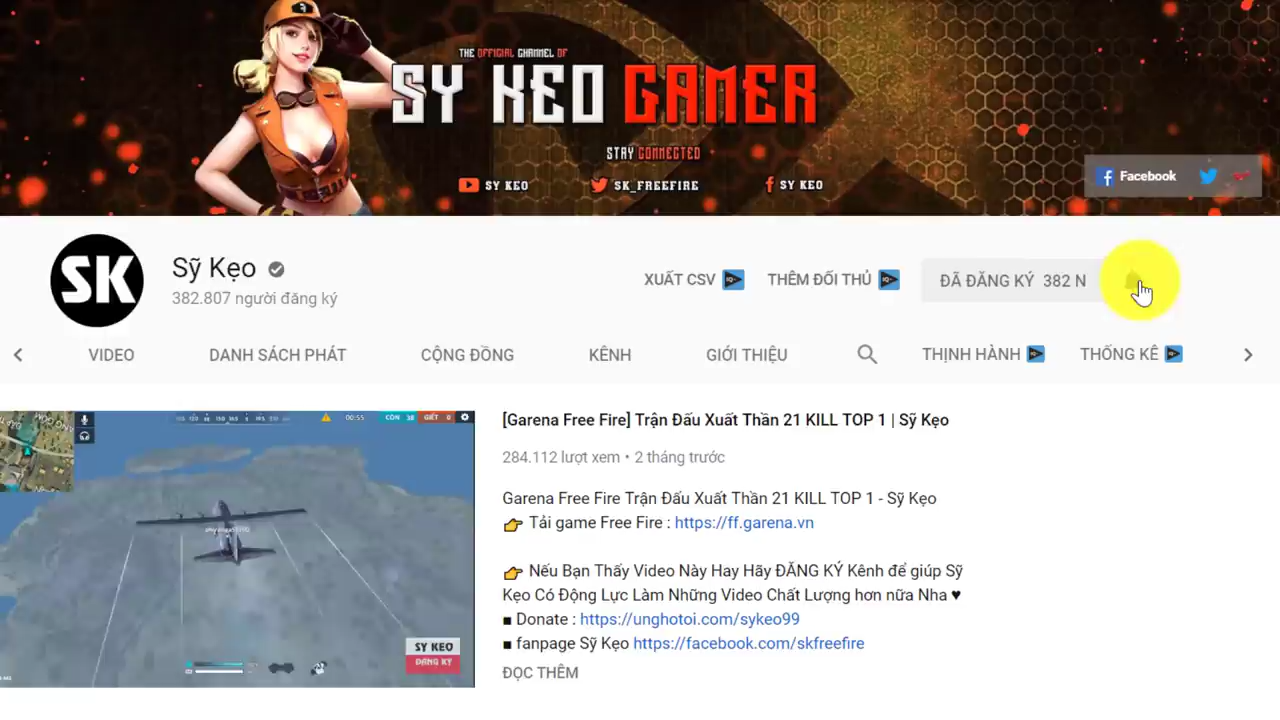 THE OFFICIAL CHANNEL OF
SY KEO GAMER
STAY CONNECTED
SY KEO
SK_FREEFIRE
SY KEO
Facebook
SK
Sỹ Kẹo
382.807 người đăng ký
XUẤT CSV
THÊM ĐỐI THỦ
ĐÃ ĐĂNG KÝ 382 N
VIDEO
DANH SÁCH PHÁT
CỘNG ĐỒNG
KÊNH
GIỚI THIỆU
THỊNH HÀNH
THỐNG KÊ
00:55
CÒN 38
GIẾT 0
SY KEO
ĐĂNG KÝ
[Garena Free Fire] Trận Đấu Xuất Thần 21 KILL TOP 1 | Sỹ Kẹo
284.112 lượt xem • 2 tháng trước
Garena Free Fire Trận Đấu Xuất Thần 21 KILL TOP 1 - Sỹ Kẹo
👉 Tải game Free Fire : https://ff.garena.vn
👉 Nếu Bạn Thấy Video Này Hay Hãy ĐĂNG KÝ Kênh để giúp Sỹ
Kẹo Có Động Lực Làm Những Video Chất Lượng hơn nữa Nha ♥
■ Donate : https://unghotoi.com/sykeo99
■ fanpage Sỹ Kẹo https://facebook.com/skfreefire
ĐỌC THÊM